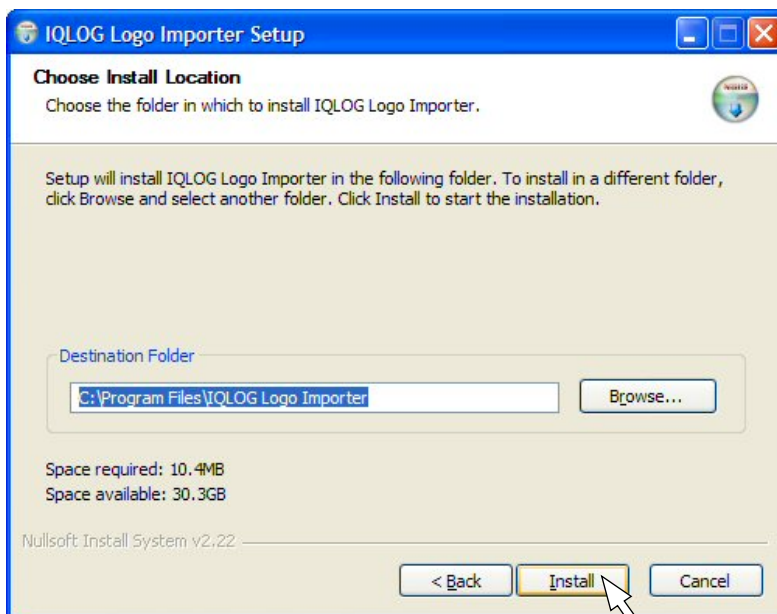 IQLOG Logo Importer Setup
Choose Install Location
Choose the folder in which to install IQLOG Logo Importer.
Setup will install IQLOG Logo Importer in the following folder. To install in a different folder,
click Browse and select another folder. Click Install to start the installation.
Destination Folder
C:\Program Files\IQLOG Logo Importer
Browse...
Space required: 10.4MB
Space available: 30.3GB
Nullsoft Install System v2.22
< Back
Install
Cancel